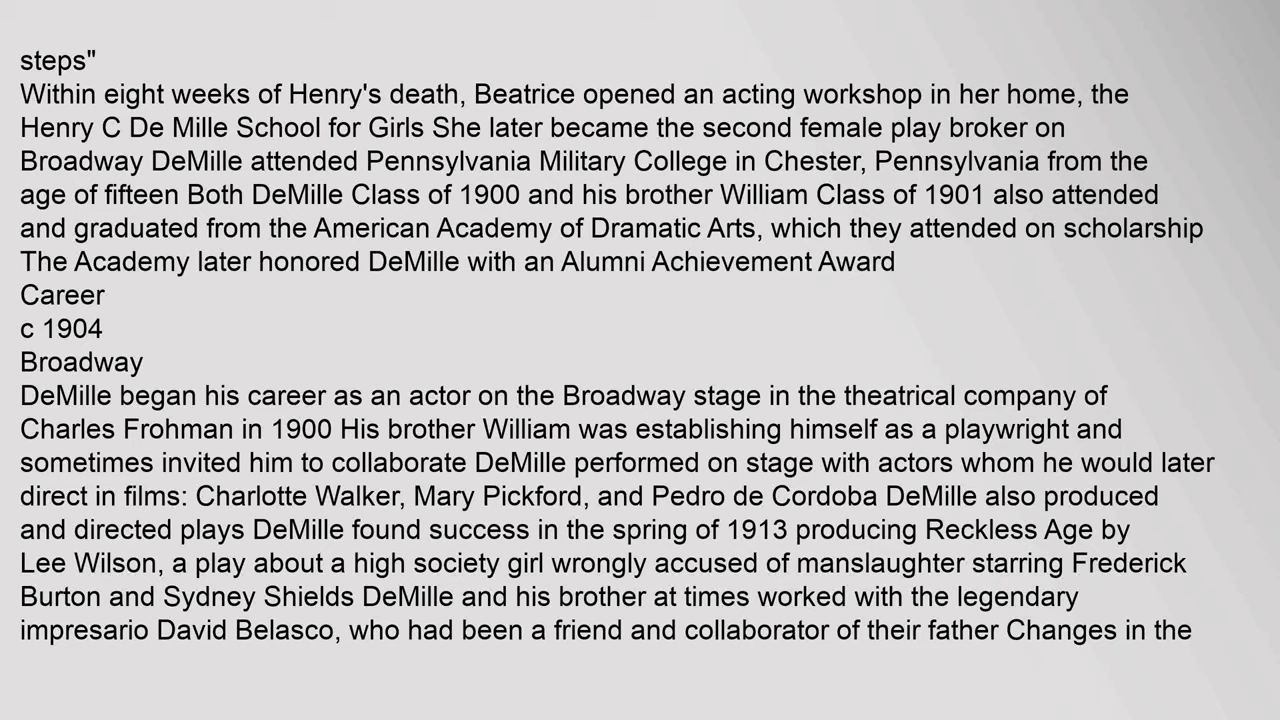 steps"
Within eight weeks of Henry's death, Beatrice opened an acting workshop in her home, the
Henry C De Mille School for Girls She later became the second female play broker on
Broadway DeMille attended Pennsylvania Military College in Chester, Pennsylvania from the
age of fifteen Both DeMille Class of 1900 and his brother William Class of 1901 also attended
and graduated from the American Academy of Dramatic Arts, which they attended on scholarship
The Academy later honored DeMille with an Alumni Achievement Award
Career
c 1904
Broadway
DeMille began his career as an actor on the Broadway stage in the theatrical company of
Charles Frohman in 1900 His brother William was establishing himself as a playwright and
sometimes invited him to collaborate DeMille performed on stage with actors whom he would later
direct in films: Charlotte Walker, Mary Pickford, and Pedro de Cordoba DeMille also produced
and directed plays DeMille found success in the spring of 1913 producing Reckless Age by
Lee Wilson, a play about a high society girl wrongly accused of manslaughter starring Frederick
Burton and Sydney Shields DeMille and his brother at times worked with the legendary
impresario David Belasco, who had been a friend and collaborator of their father Changes in the